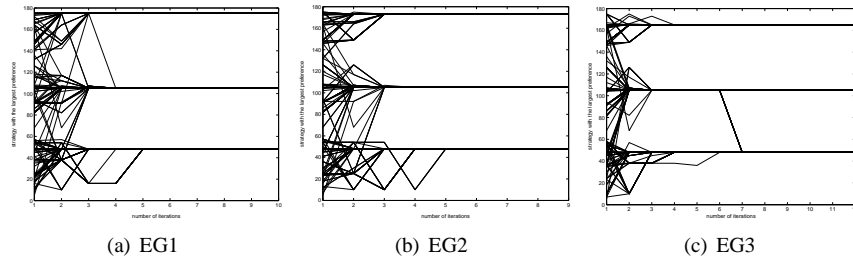 180
160
140
120
100
80
60
40
20
0
strategy with the largest preference
1 2 3 4 5 6 7 8 9 10
number of iterations
(a) EG1
180
160
140
120
100
80
60
40
20
0
strategy with the largest preference
1 2 3 4 5 6 7 8 9
number of iterations
(b) EG2
180
160
140
120
100
80
60
40
20
0
strategy with the largest preference
1 2 3 4 5 6 7 8 9 10 11
number of iterations
(c) EG3